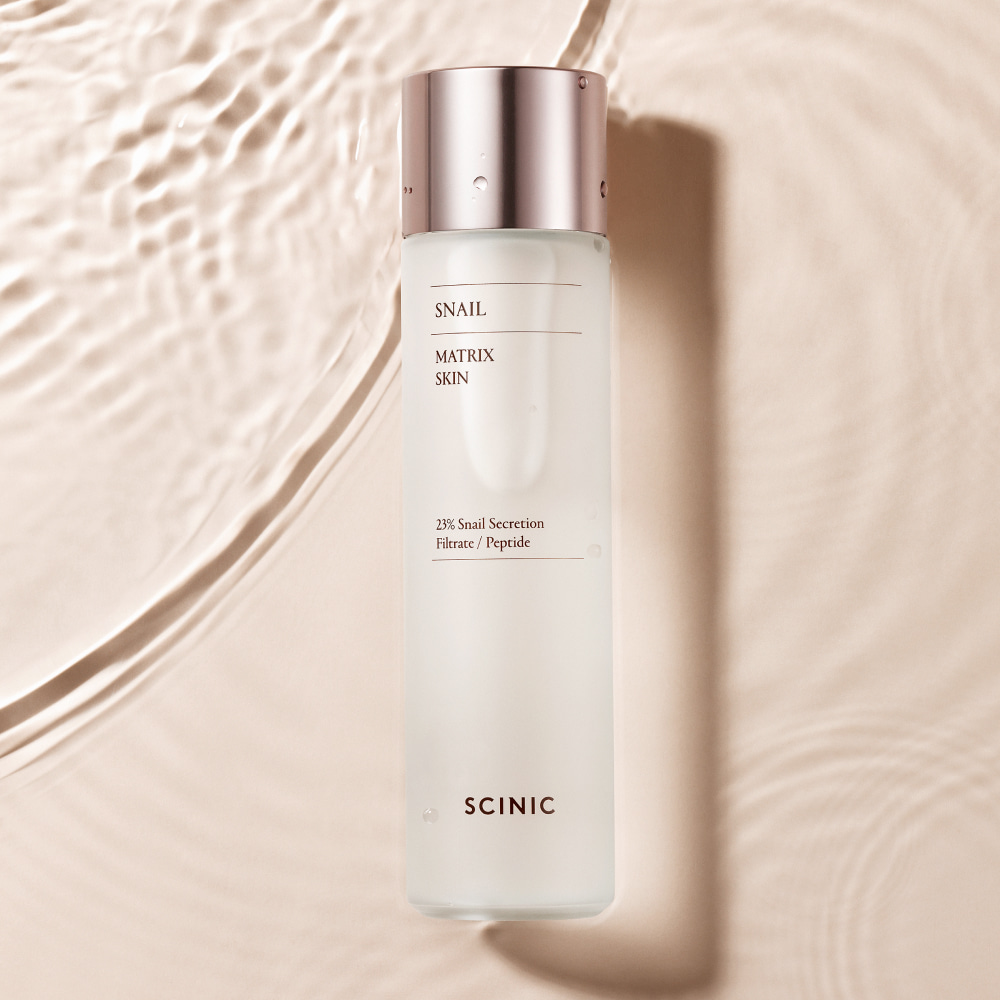 SNAIL
MATRIX
SKIN
23% Snail Secretion
Filtrate / Peptide
SCINIC